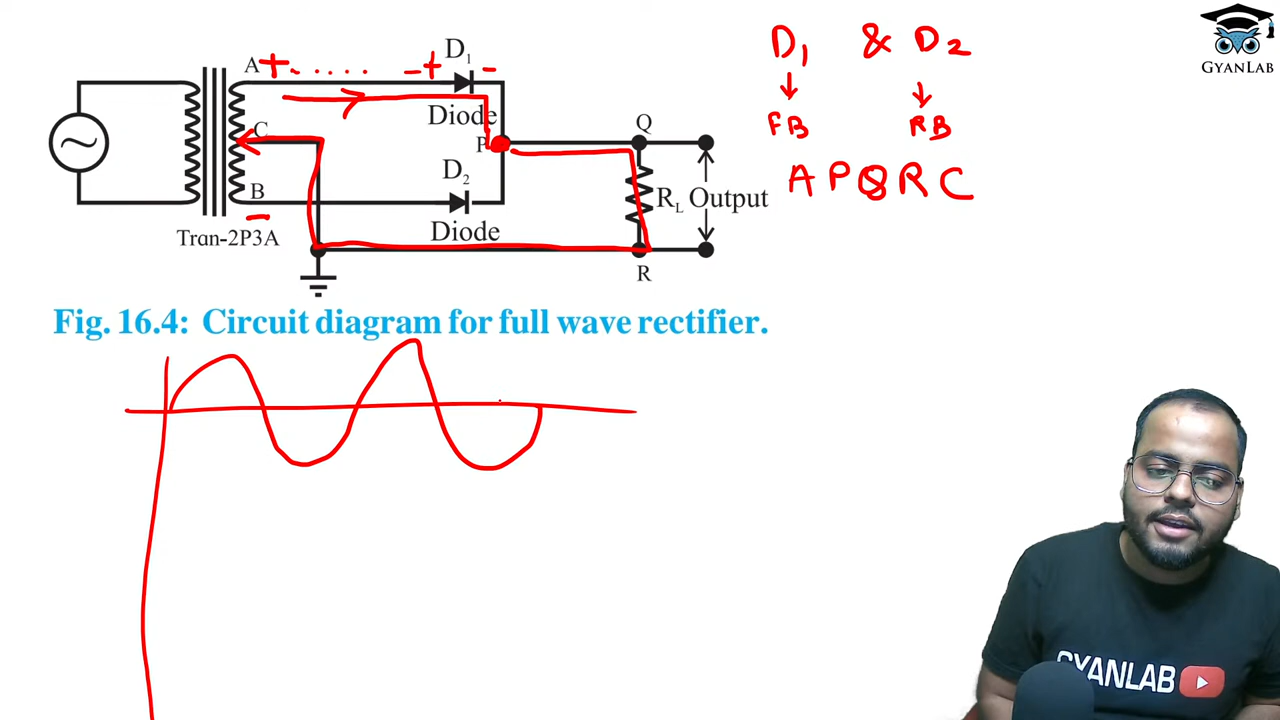 D1 & D2
FB RB
A P Q R C
GYANLAB
A + - + D1 -
Diode
C
P
Q
D2
B -
RL Output
Tran-2P3A
Diode
R
Fig. 16.4: Circuit diagram for full wave rectifier.
GYANLAB